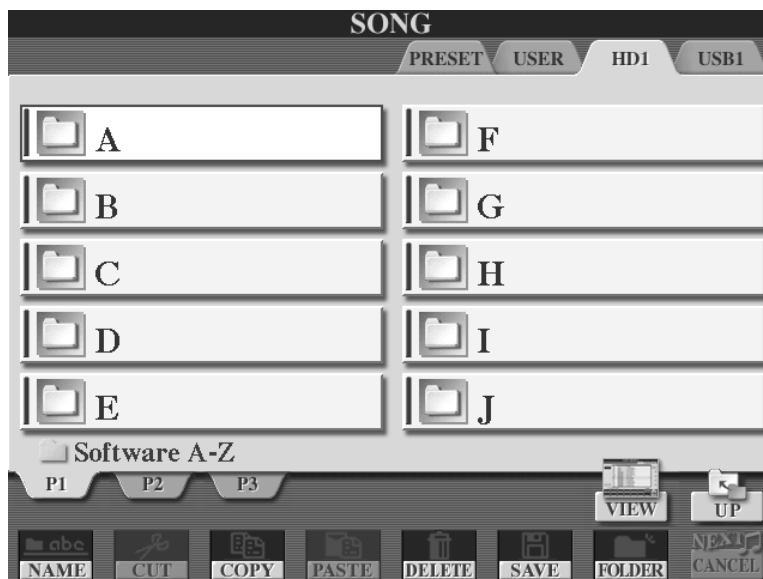 SONG
PRESET USER HD1 USB1
A
B
C
D
E
F
G
H
I
J
Software A-Z
P1 P2 P3
VIEW UP
abc
NAME CUT COPY PASTE DELETE SAVE FOLDER NEXT CANCEL